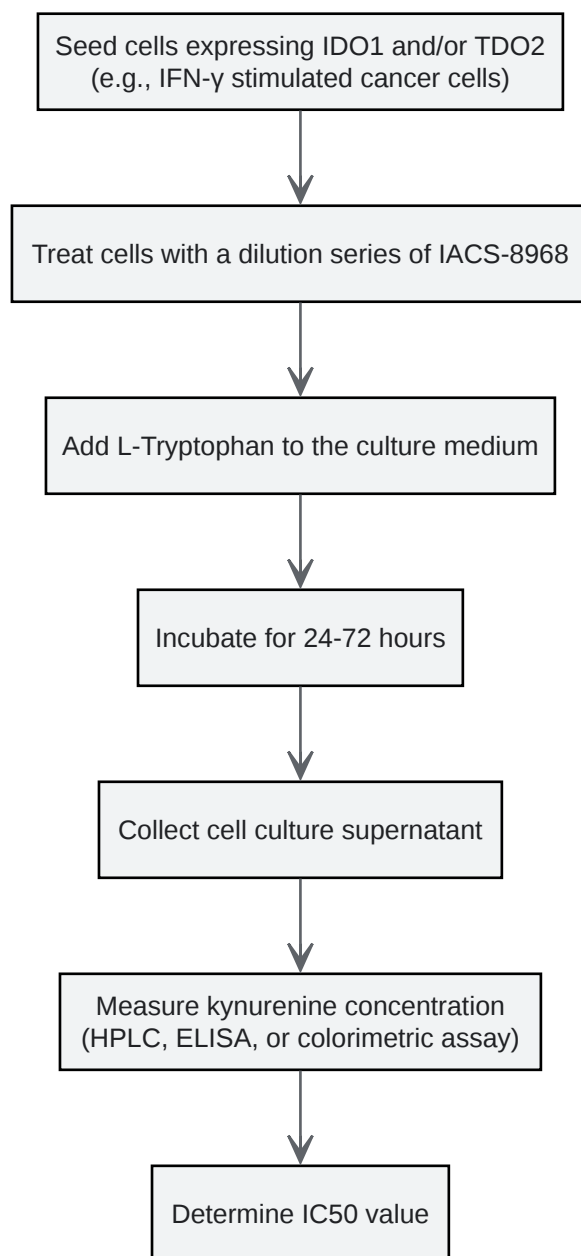 Seed cells expressing IDO1 and/or TDO2
(e.g., IFN-γ stimulated cancer cells)
Treat cells with a dilution series of IACS-8968
Add L-Tryptophan to the culture medium
Incubate for 24-72 hours
Collect cell culture supernatant
Measure kynurenine concentration
(HPLC, ELISA, or colorimetric assay)
Determine IC50 value